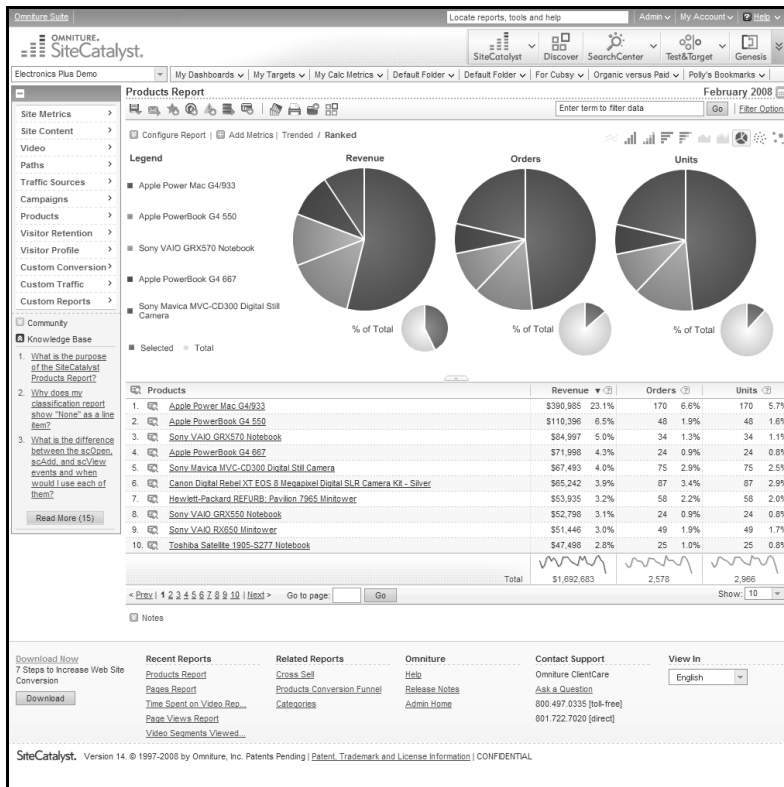 Omniture Suite
Locate reports, tools and help
Admin
My Account
? Help
OMNITURE.
SiteCatalyst.
SiteCatalyst
Discover
SearchCenter
Test&Target
Genesis
Electronics Plus Demo
My Dashboards | My Targets | My Calc Metrics | Default Folder | Default Folder | For Cubsy | Organic versus Paid | Polly's Bookmarks
Products Report
February 2008
Enter term to filter data
Go
Filter Option
Site Metrics
Site Content
Video
Paths
Traffic Sources
Campaigns
Products
Visitor Retention
Visitor Profile
Custom Conversion
Custom Traffic
Custom Reports
Community
Knowledge Base
1. What is the purpose
of the SiteCatalyst
Products Report?
2. Why does my
classification report
show "None" as a line
item?
3. What is the difference
between the scOpen,
scAdd, and scView
events and when
would I use each of
them?
Read More (15)
Configure Report | Add Metrics | Trended / Ranked
Legend
Apple Power Mac G4/933
Apple PowerBook G4 550
Sony VAIO GRX570 Notebook
Apple PowerBook G4 667
Sony Mavica MVC-CD300 Digital Still
Camera
Selected
Total
Revenue
% of Total
Orders
% of Total
Units
% of Total
Products Revenue Orders Units
1. Apple Power Mac G4/933 $390,985 23.1% 170 6.6% 170 5.7%
2. Apple PowerBook G4 550 $110,396 6.5% 48 1.9% 48 1.6%
3. Sony VAIO GRX570 Notebook $84,997 5.0% 34 1.3% 34 1.1%
4. Apple PowerBook G4 667 $71,998 4.3% 24 0.9% 24 0.8%
5. Sony Mavica MVC-CD300 Digital Still Camera $67,493 4.0% 75 2.9% 75 2.5%
6. Canon Digital Rebel XT EOS 8 Megapixel Digital SLR Camera Kit - Silver $65,242 3.9% 87 3.4% 87 2.9%
7. Hewlett-Packard REFURB: Pavilion 7965 Minitower $53,935 3.2% 58 2.2% 58 2.0%
8. Sony VAIO GRX550 Notebook $52,798 3.1% 24 0.9% 24 0.8%
9. Sony VAIO RX650 Minitower $51,446 3.0% 49 1.9% 49 1.7%
10. Toshiba Satellite 1905-S277 Notebook $47,498 2.8% 25 1.0% 25 0.8%
Total $1,692,683 2,578 2,966
< Prev | 1 2 3 4 5 6 7 8 9 10 | Next > Go to page: Go
Show: 10
Notes
Download Now
7 Steps to Increase Web Site
Conversion
Download
Recent Reports
Products Report
Pages Report
Time Spent on Video Rep...
Page Views Report
Video Segments Viewed...
Related Reports
Cross Sell
Products Conversion Funnel
Categories
Omniture
Help
Release Notes
Admin Home
Contact Support
Omniture ClientCare
Ask a Question
800.497.0335 [toll-free]
801.722.7020 [direct]
View In
English
SiteCatalyst. Version 14. © 1997-2008 by Omniture, Inc. Patents Pending | Patent, Trademark and License Information | CONFIDENTIAL